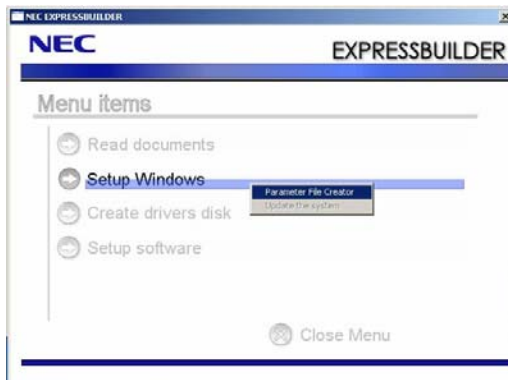 NEC EXPRESSBUILDER
NEC
EXPRESSBUILDER
Menu items
Read documents
Setup Windows
Parameter File Creator
Update the system
Create drivers disk
Setup software
Close Menu